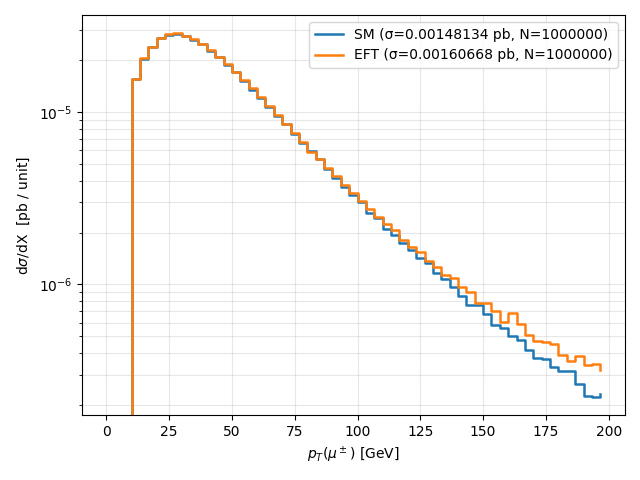 SM (σ=0.00148134 pb, N=1000000)
EFT (σ=0.00160668 pb, N=1000000)
dσ/dX [pb / unit]
10⁻⁵
10⁻⁶
0 25 50 75 100 125 150 175 200
p_T(μ^±) [GeV]